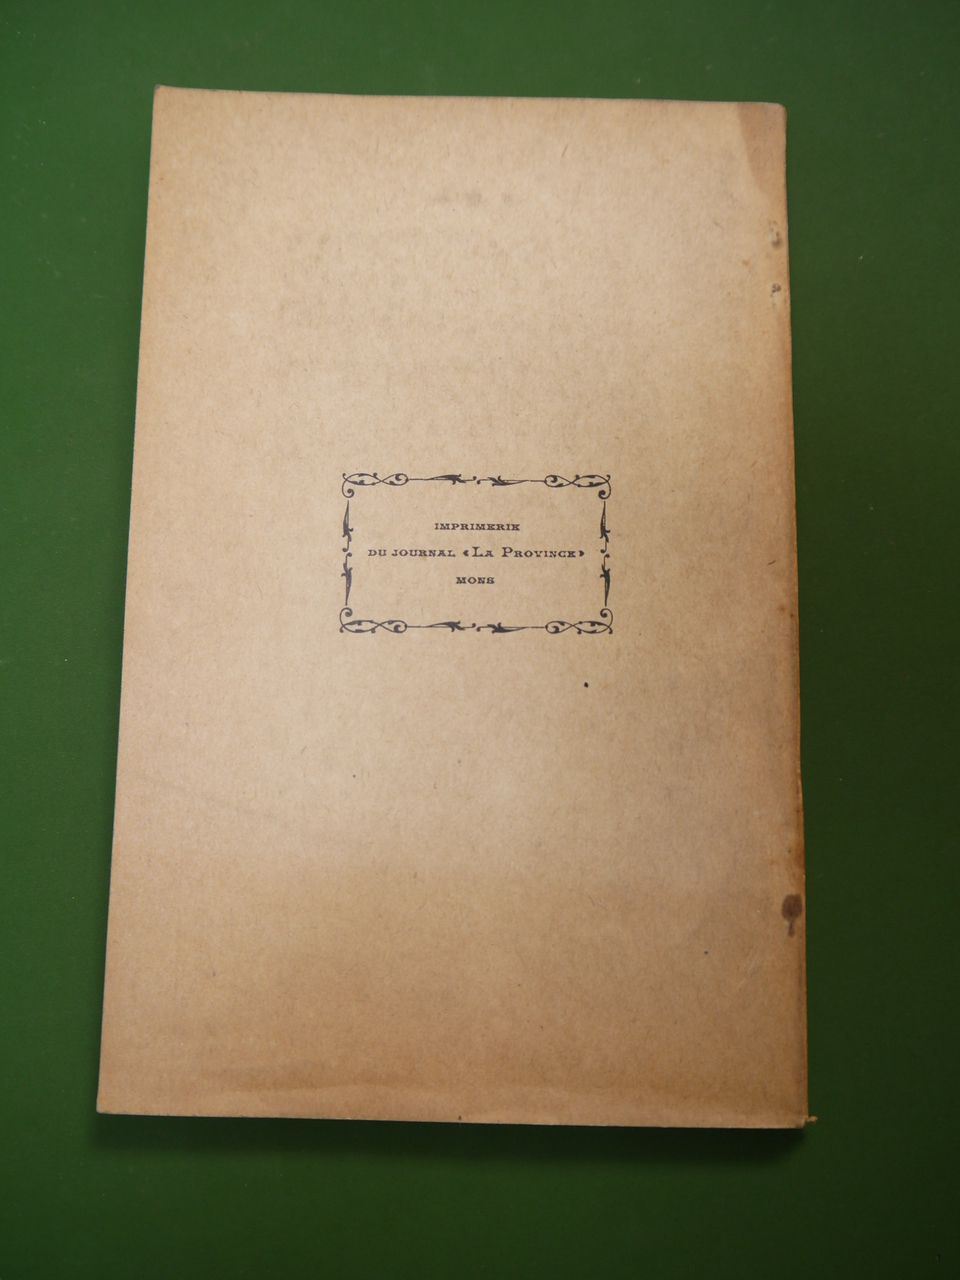 IMPRIMERIE
DU JOURNAL «LA PROVINCE»
MONS